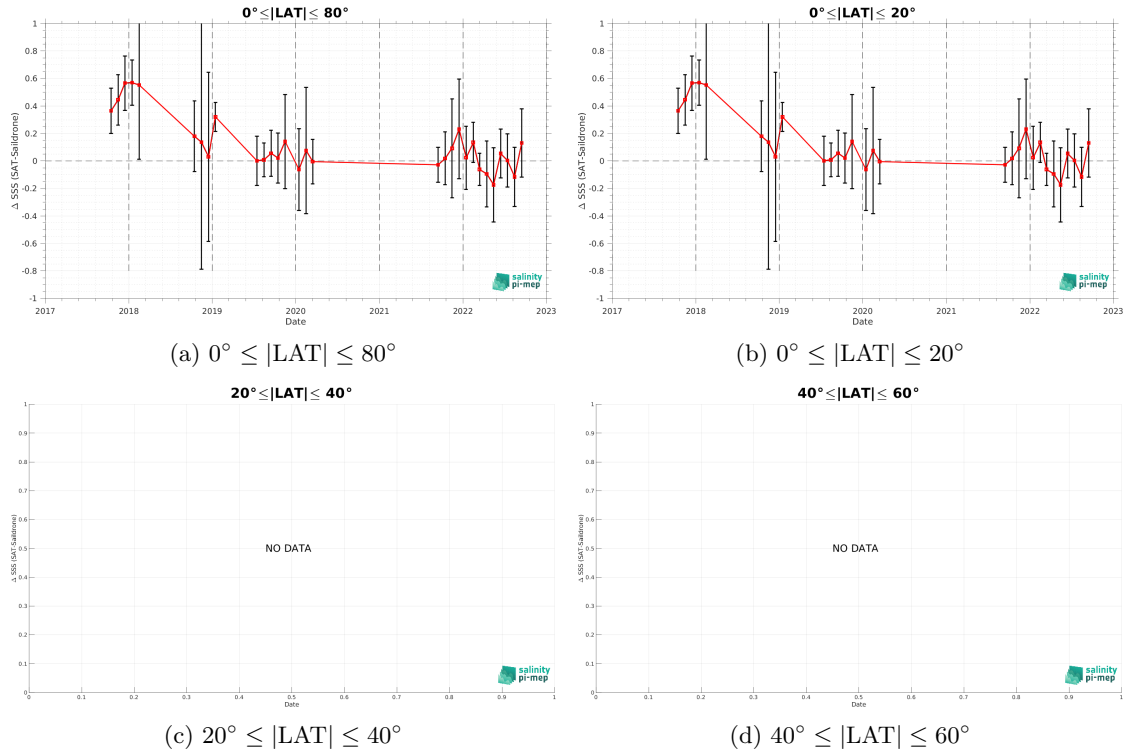 0°≤|LAT|≤ 80°
1
0.8
0.6
0.4
0.2
0
-0.2
-0.4
-0.6
-0.8
-1
Δ SSS (SAT-Saildrone)
2017 2018 2019 2020 2021 2022 2023
Date
salinity
pi-mep
(a) 0° ≤ |LAT| ≤ 80°
0°≤|LAT|≤ 20°
1
0.8
0.6
0.4
0.2
0
-0.2
-0.4
-0.6
-0.8
-1
Δ SSS (SAT-Saildrone)
2017 2018 2019 2020 2021 2022 2023
Date
salinity
pi-mep
(b) 0° ≤ |LAT| ≤ 20°
20°≤|LAT|≤ 40°
1
0.9
0.8
0.7
0.6
0.5
0.4
0.3
0.2
0.1
0
Δ SSS (SAT-Saildrone)
NO DATA
0 0.1 0.2 0.3 0.4 0.5 0.6 0.7 0.8 0.9 1
Date
salinity
pi-mep
(c) 20° ≤ |LAT| ≤ 40°
40°≤|LAT|≤ 60°
1
0.9
0.8
0.7
0.6
0.5
0.4
0.3
0.2
0.1
0
Δ SSS (SAT-Saildrone)
NO DATA
0 0.1 0.2 0.3 0.4 0.5 0.6 0.7 0.8 0.9 1
Date
salinity
pi-mep
(d) 40° ≤ |LAT| ≤ 60°